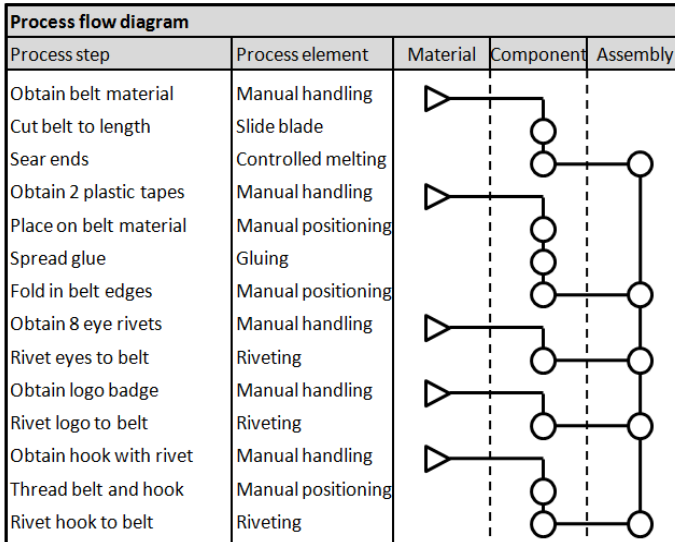 Process flow diagram
Process step Process element Material Component Assembly
Obtain belt material Manual handling
Cut belt to length Slide blade
Sear ends Controlled melting
Obtain 2 plastic tapes Manual handling
Place on belt material Manual positioning
Spread glue Gluing
Fold in belt edges Manual positioning
Obtain 8 eye rivets Manual handling
Rivet eyes to belt Riveting
Obtain logo badge Manual handling
Rivet logo to belt Riveting
Obtain hook with rivet Manual handling
Thread belt and hook Manual positioning
Rivet hook to belt Riveting